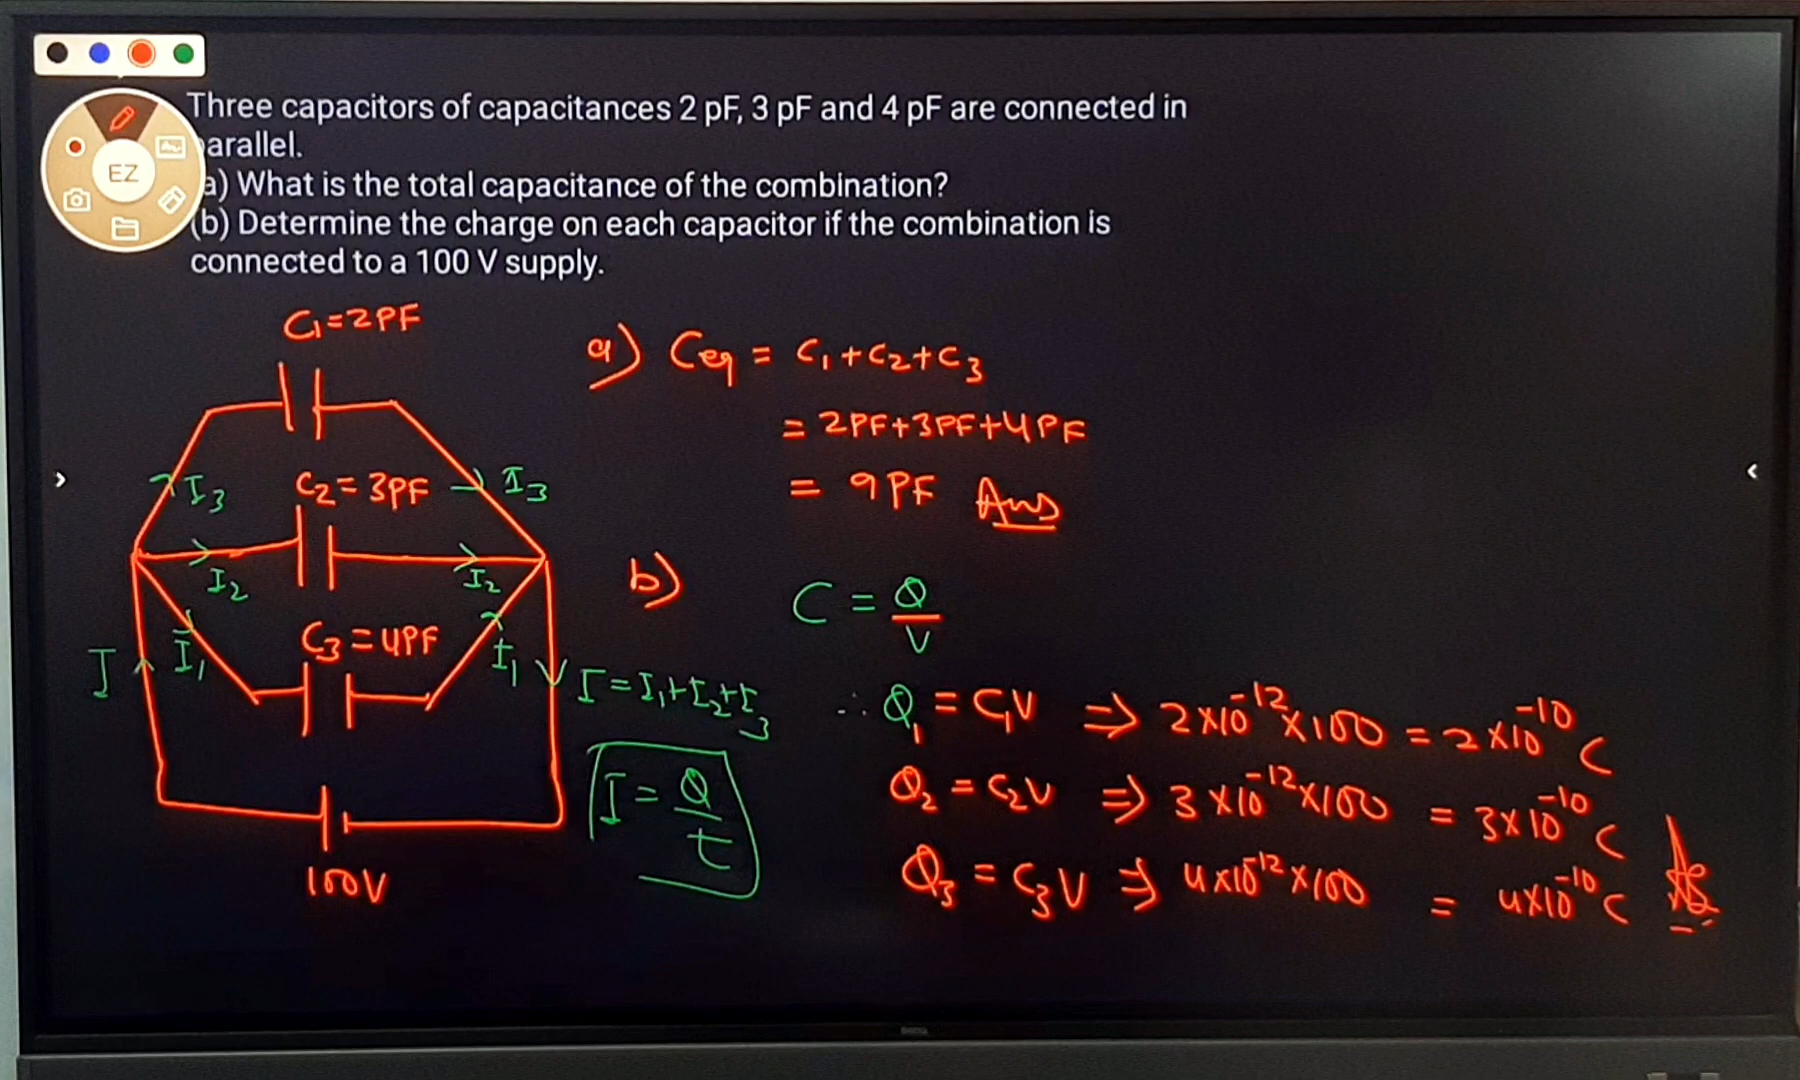 Three capacitors of capacitances 2 pF, 3 pF and 4 pF are connected in
arallel.
a) What is the total capacitance of the combination?
(b) Determine the charge on each capacitor if the combination is
connected to a 100 V supply.
EZ
C₁=2PF
I₃
C₂=3PF
I₃
I₂
I₂
C₃=4PF
I
I₁
I₁
I=I₁+I₂+I₃
I=Q/t
100V
a) Ceq = C₁+C₂+C₃
= 2PF+3PF+4PF
= 9PF Ans
b) C = Q/V
∴ Q₁ = C₁V ⇒ 2×10⁻¹²×100 = 2×10⁻¹⁰ C
Q₂ = C₂V ⇒ 3×10⁻¹²×100 = 3×10⁻¹⁰ C
Q₃ = C₃V ⇒ 4×10⁻¹²×100 = 4×10⁻¹⁰ C